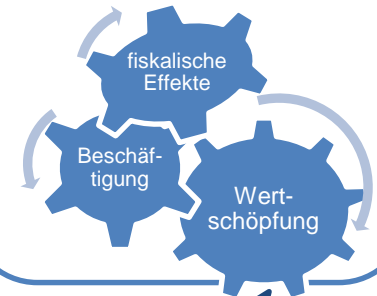 fiskalische
Effekte
Beschäf-
tigung
Wert-
schöpfung